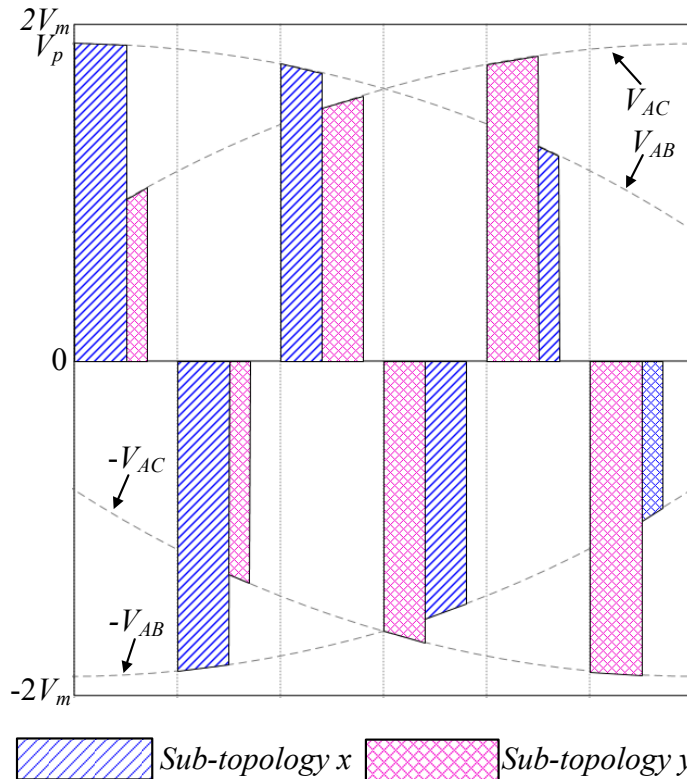 2V_m
V_p
V_AC
V_AB
0
-V_AC
-V_AB
-2V_m
Sub-topology x
Sub-topology y